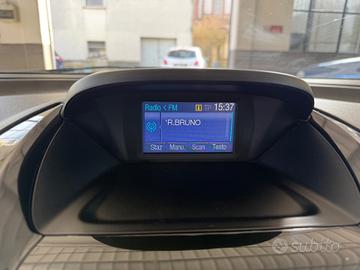 Radio < FM TP 15:37
*R.BRUNO
Staz Manu. Scan Testo
subito